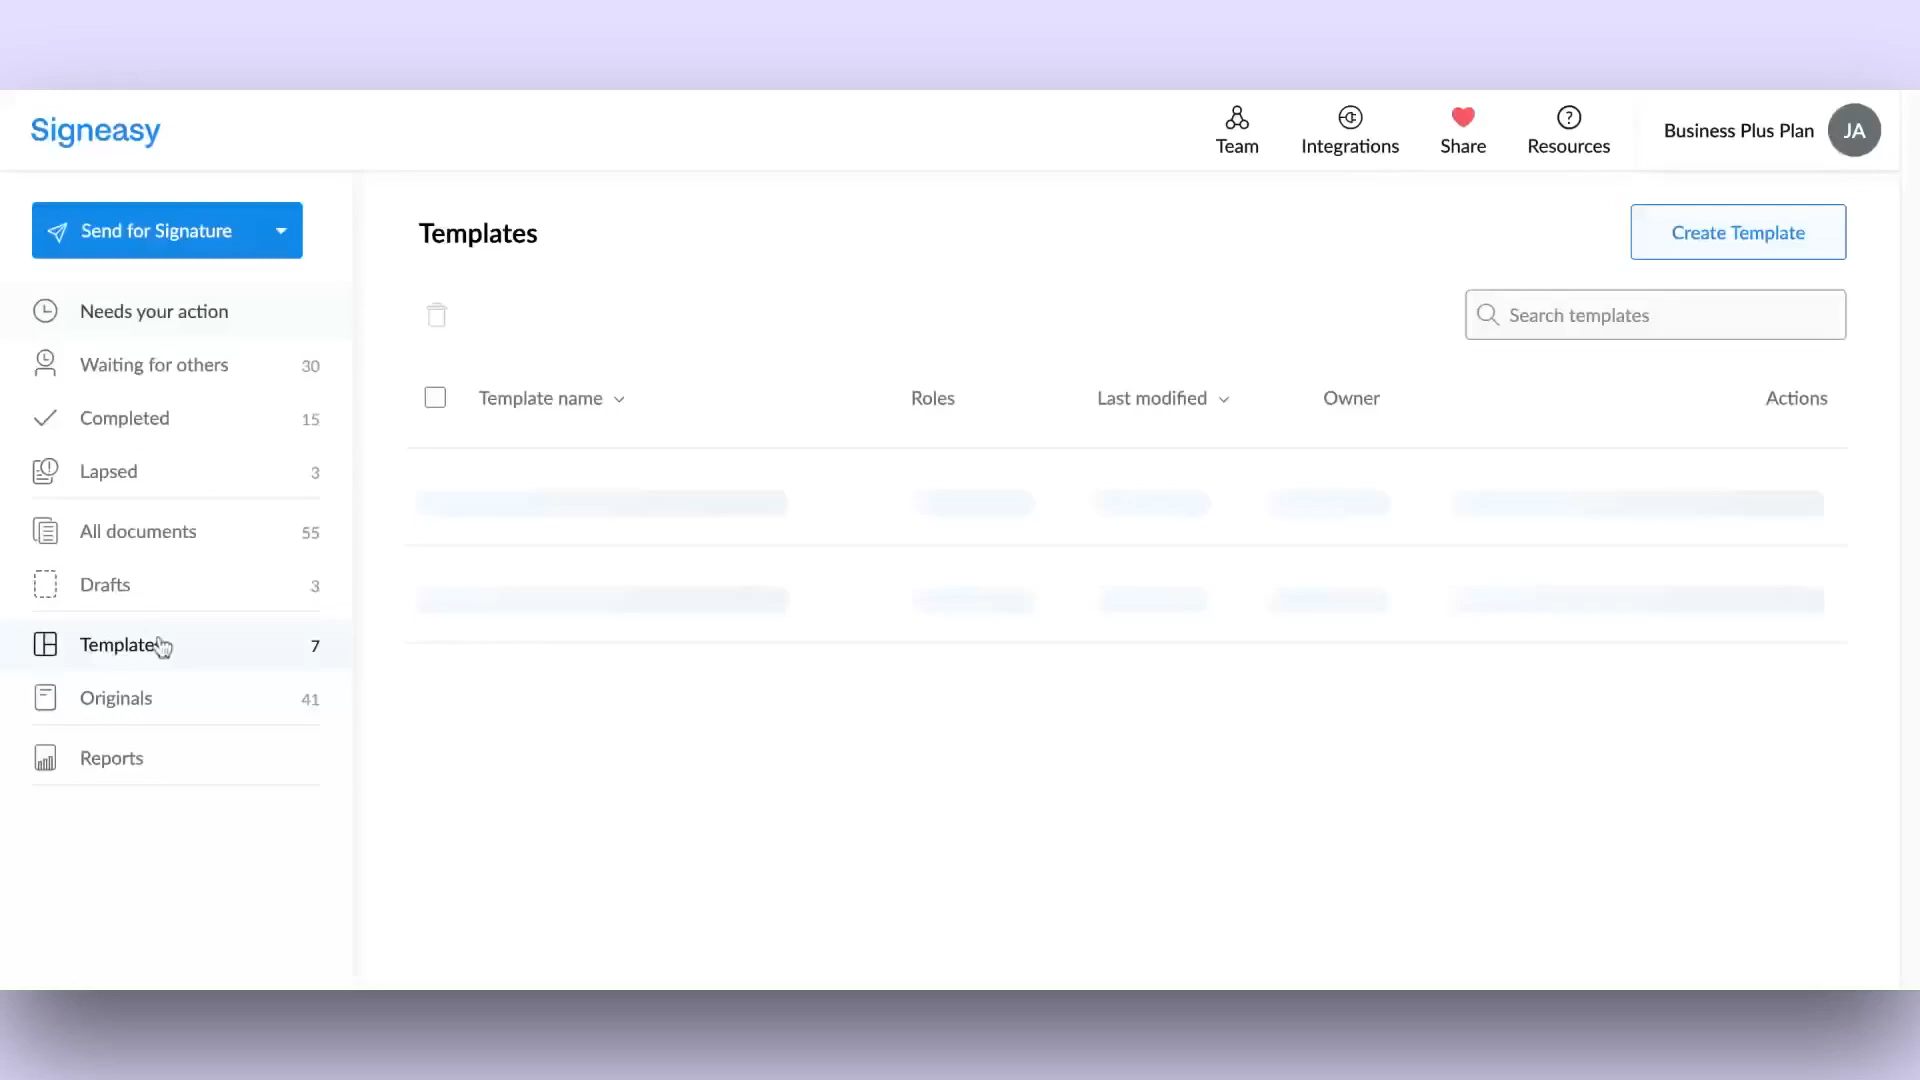 Signeasy
Team
Integrations
Share
Resources
Business Plus Plan
JA
Send for Signature
Needs your action
Waiting for others 30
Completed 15
Lapsed 3
All documents 55
Drafts 3
Template 7
Originals 41
Reports
Templates
Create Template
Search templates
Template name Roles Last modified Owner Actions